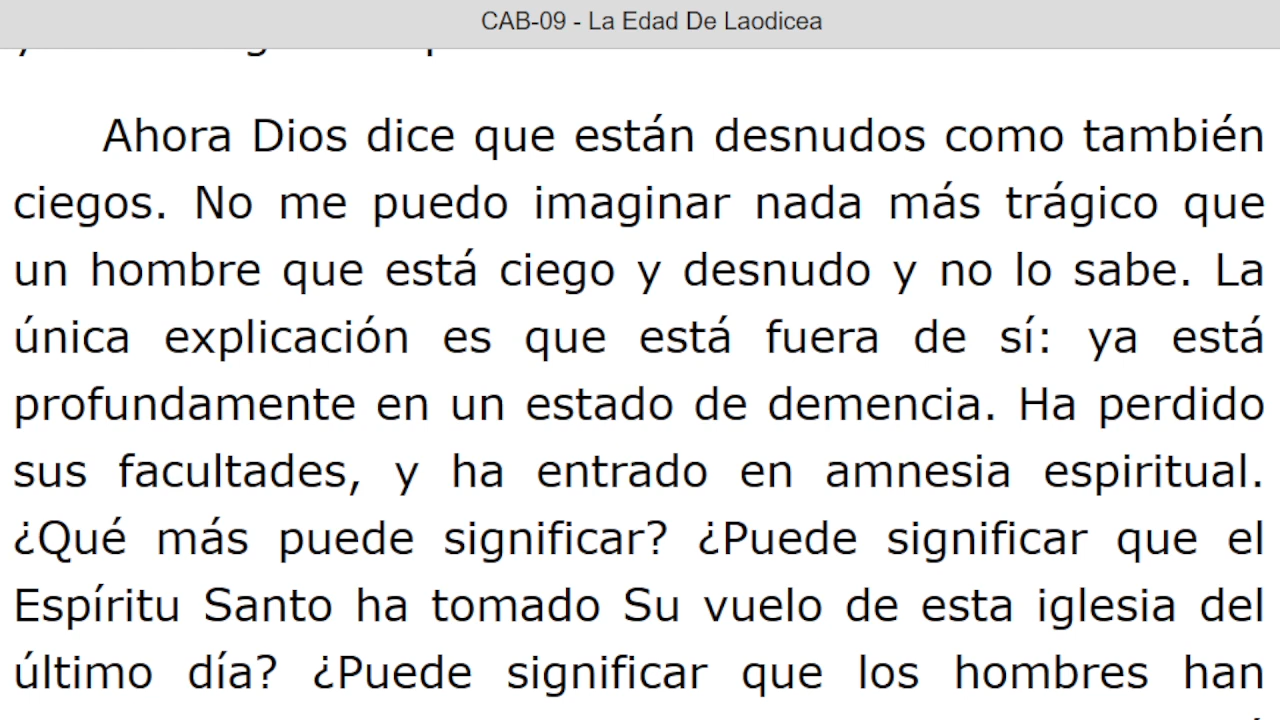 CAB-09 - La Edad De Laodicea
Ahora Dios dice que están desnudos como también
ciegos. No me puedo imaginar nada más trágico que
un hombre que está ciego y desnudo y no lo sabe. La
única explicación es que está fuera de sí: ya está
profundamente en un estado de demencia. Ha perdido
sus facultades, y ha entrado en amnesia espiritual.
¿Qué más puede significar? ¿Puede significar que el
Espíritu Santo ha tomado Su vuelo de esta iglesia del
último día? ¿Puede significar que los hombres han